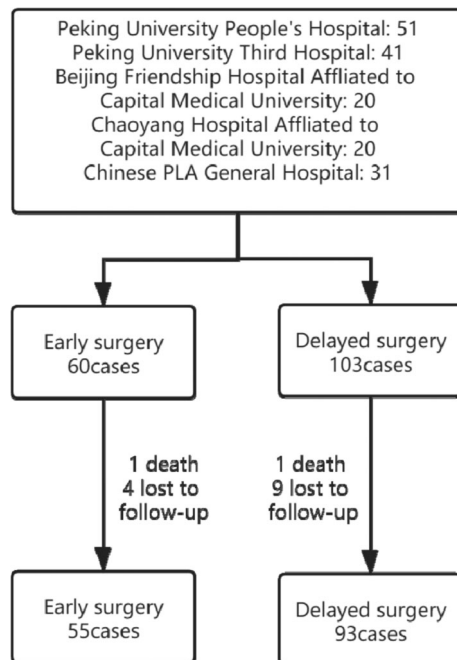 Peking University People's Hospital: 51
Peking University Third Hospital: 41
Beijing Friendship Hospital Affliated to
Capital Medical University: 20
Chaoyang Hospital Affliated to
Capital Medical University: 20
Chinese PLA General Hospital: 31
Early surgery
60cases
Delayed surgery
103cases
1 death
4 lost to
follow-up
1 death
9 lost to
follow-up
Early surgery
55cases
Delayed surgery
93cases